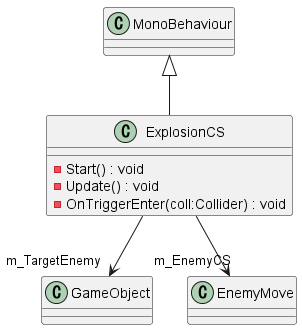 C MonoBehaviour
C ExplosionCS
Start() : void
Update() : void
OnTriggerEnter(coll:Collider) : void
m_TargetEnemy
m_EnemyCS
C GameObject
C EnemyMove